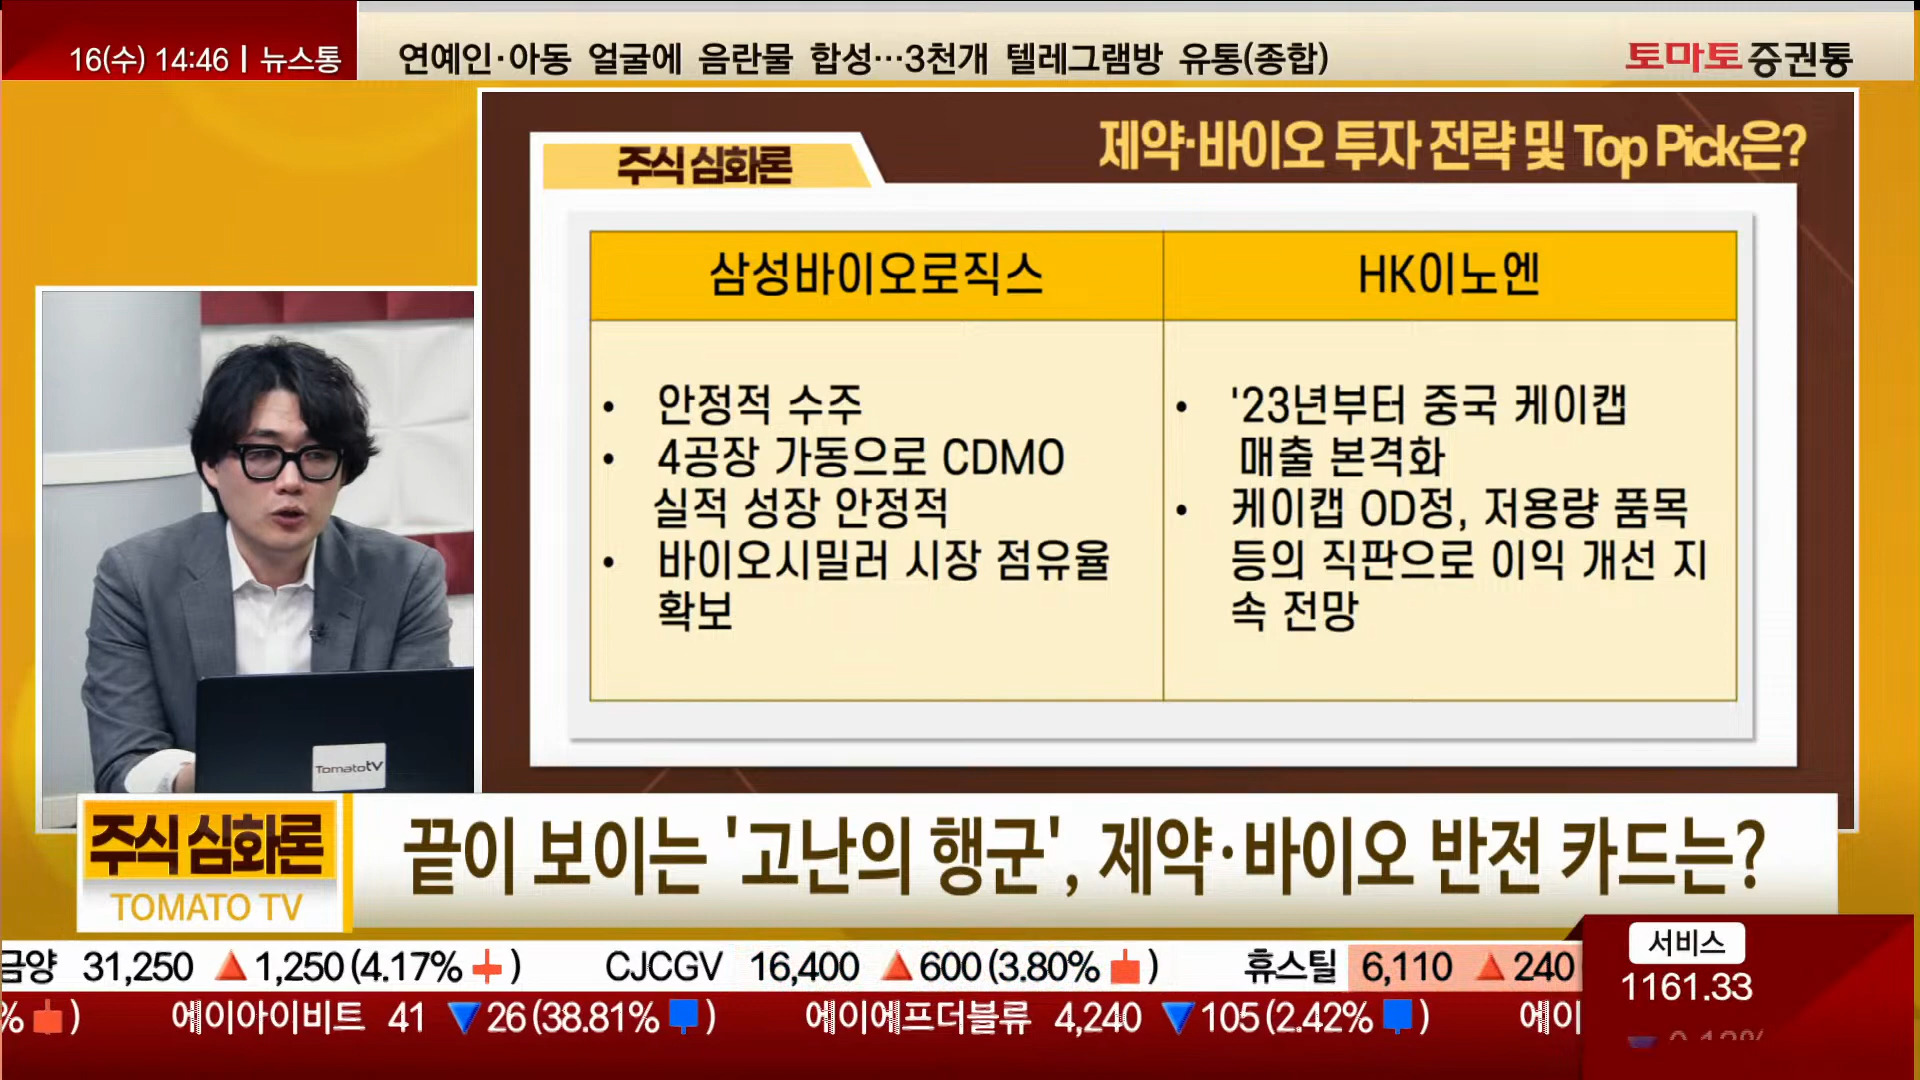 16(수) 14:46 | 뉴스통
연예인·아동 얼굴에 음란물 합성…3천개 텔레그램방 유통(종합)
토마토증권통
제약·바이오 투자 전략 및 Top Pick은?
주식 심화론
삼성바이오로직스
• 안정적 수주
• 4공장 가동으로 CDMO
실적 성장 안정적
• 바이오시밀러 시장 점유율
확보
HK이노엔
• '23년부터 중국 케이캡
매출 본격화
• 케이캡 OD정, 저용량 품목
등의 직판으로 이익 개선 지
속 전망
TomatoTV
주식 심화론
TOMATO TV
끝이 보이는 '고난의 행군', 제약·바이오 반전 카드는?
금양 31,250 ▲1,250(4.17% ) CJCGV 16,400 ▲600(3.80% ) 휴스틸 6,110 ▲240
% ) 에이아이비트 41 ▼26(38.81% ) 에이에프더블류 4,240 ▼105(2.42% ) 에이
서비스
1161.33